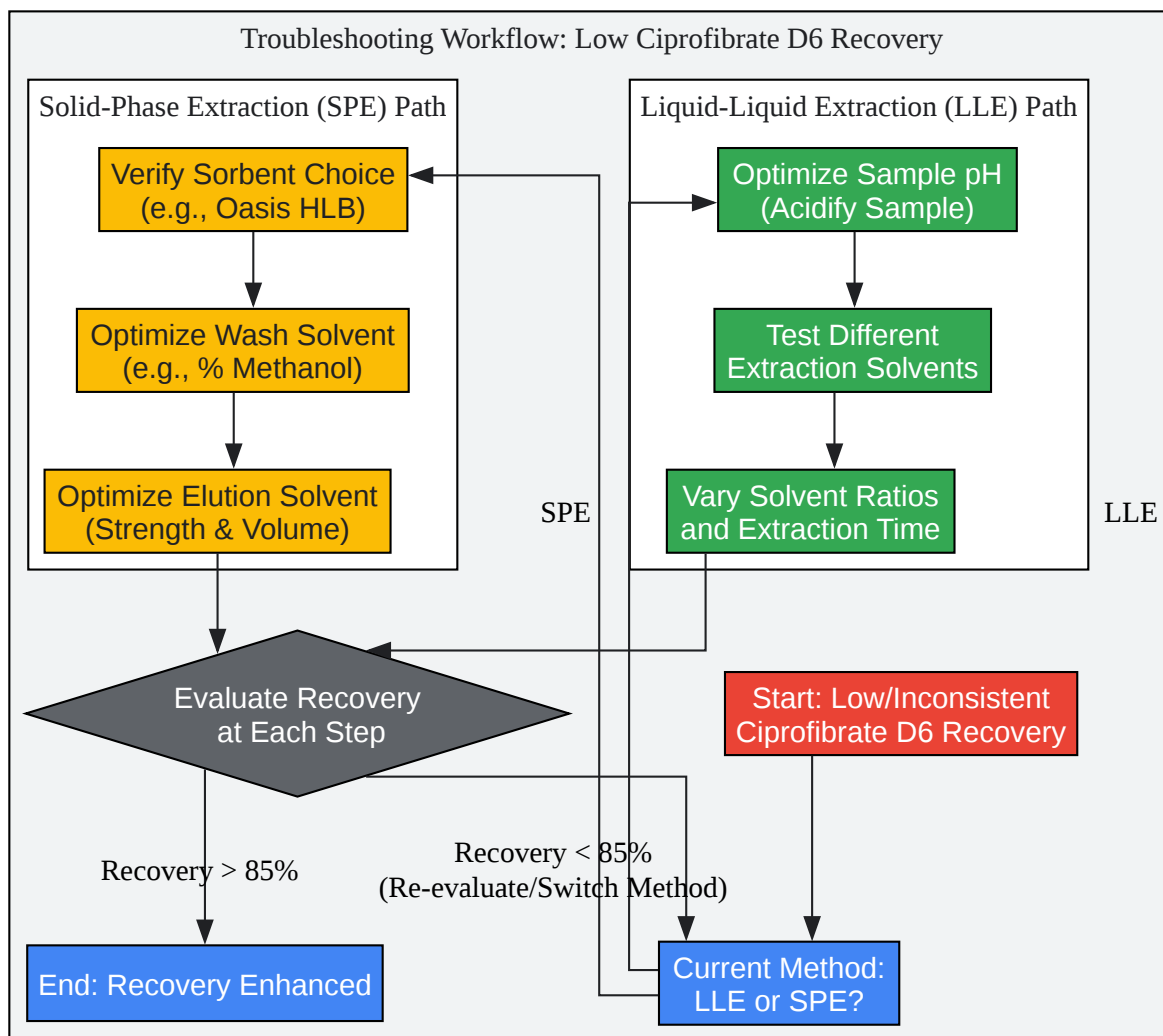 Troubleshooting Workflow: Low Ciprofibrate D6 Recovery
Solid-Phase Extraction (SPE) Path
Verify Sorbent Choice
(e.g., Oasis HLB)
Optimize Wash Solvent
(e.g., % Methanol)
Optimize Elution Solvent
(Strength & Volume)
Liquid-Liquid Extraction (LLE) Path
Optimize Sample pH
(Acidify Sample)
Test Different
Extraction Solvents
Vary Solvent Ratios
and Extraction Time
SPE
LLE
Evaluate Recovery
at Each Step
Start: Low/Inconsistent
Ciprofibrate D6 Recovery
Recovery > 85%
Recovery < 85%
(Re-evaluate/Switch Method)
End: Recovery Enhanced
Current Method:
LLE or SPE?